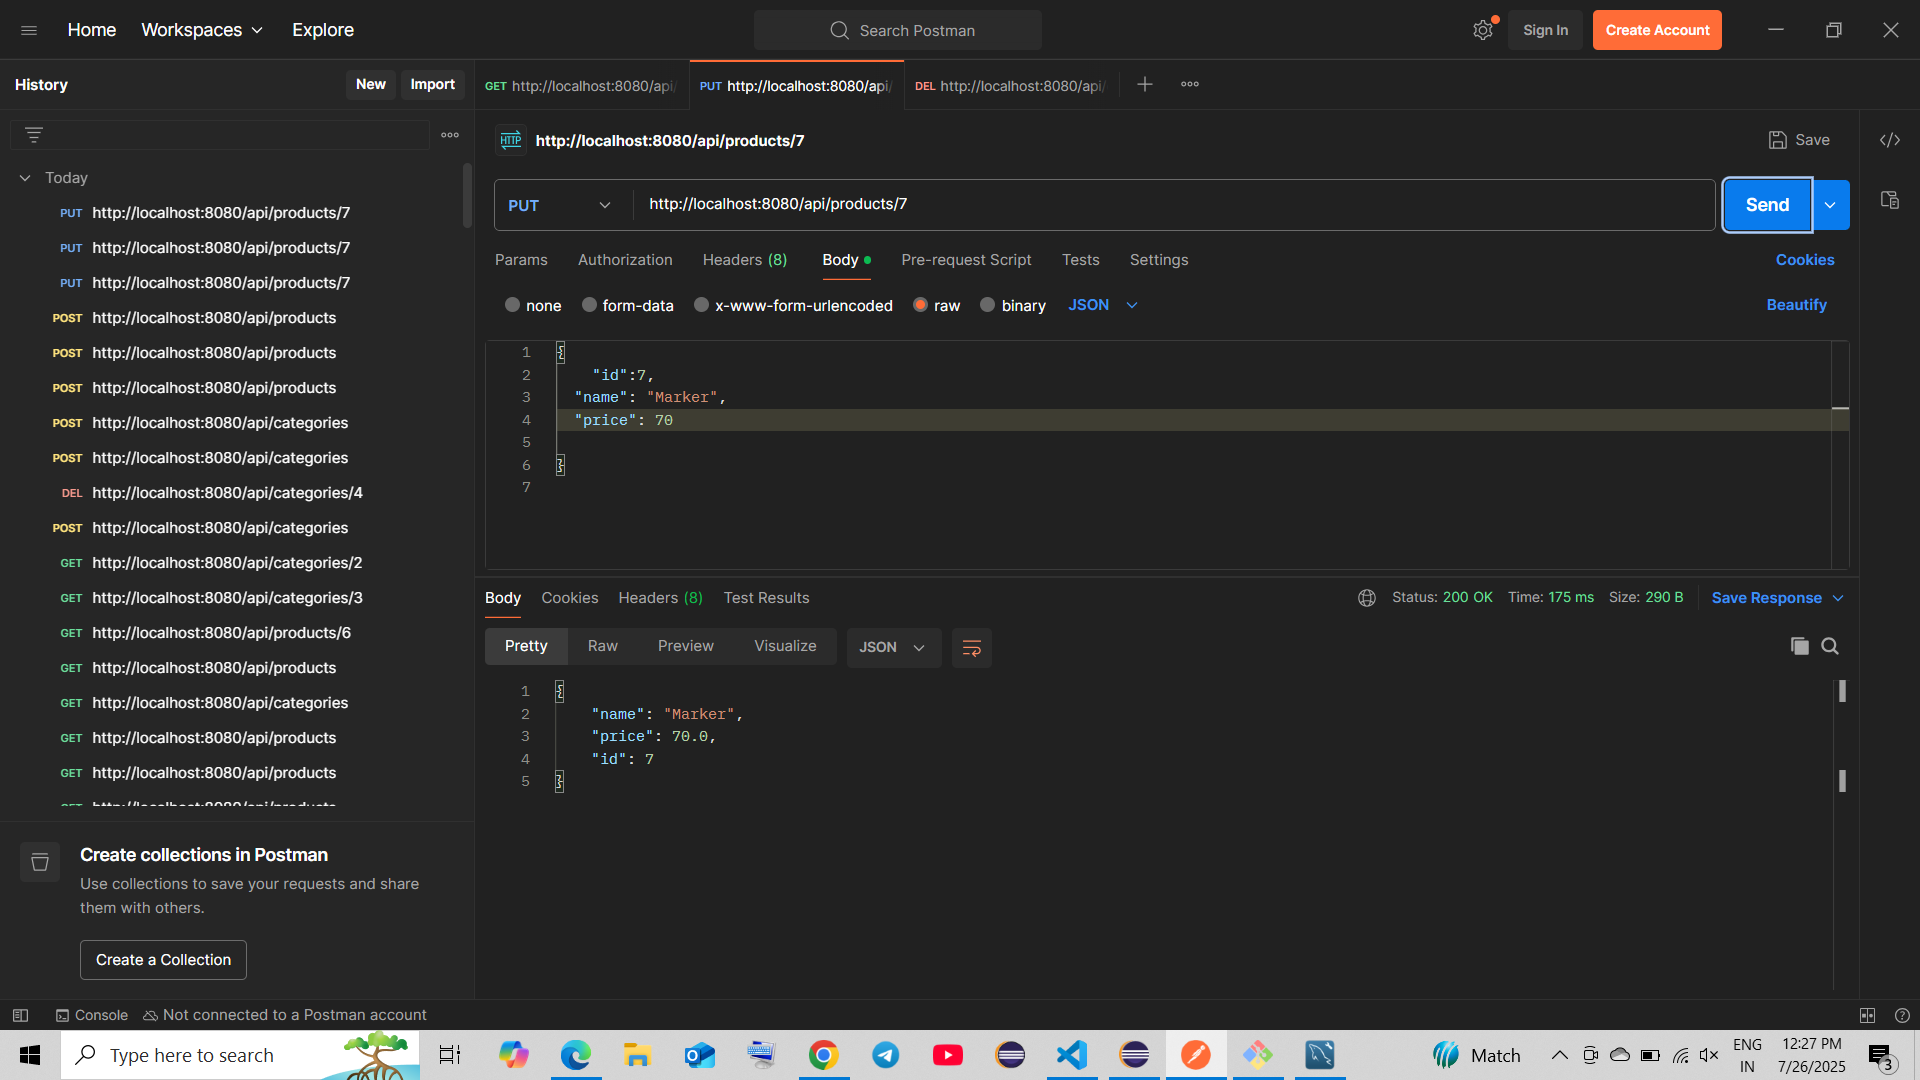 Home Workspaces Explore Search Postman Sign In Create Account
History New Import GET http://localhost:8080/api/ PUT http://localhost:8080/api/ DEL http://localhost:8080/api/
HTTP http://localhost:8080/api/products/7 Save
Today
PUT http://localhost:8080/api/products/7
PUT http://localhost:8080/api/products/7
PUT http://localhost:8080/api/products/7
POST http://localhost:8080/api/products
POST http://localhost:8080/api/products
POST http://localhost:8080/api/products
POST http://localhost:8080/api/categories
POST http://localhost:8080/api/categories
DEL http://localhost:8080/api/categories/4
POST http://localhost:8080/api/categories
GET http://localhost:8080/api/categories/2
GET http://localhost:8080/api/categories/3
GET http://localhost:8080/api/products/6
GET http://localhost:8080/api/products
GET http://localhost:8080/api/categories
GET http://localhost:8080/api/products
GET http://localhost:8080/api/products
GET http://localhost:8080/api/products
Create collections in Postman
Use collections to save your requests and share
them with others.
Create a Collection
PUT http://localhost:8080/api/products/7 Send
Params Authorization Headers (8) Body Pre-request Script Tests Settings Cookies
none form-data x-www-form-urlencoded raw binary JSON Beautify
1 {
2 "id":7,
3 "name": "Marker",
4 "price": 70
5
6 }
7
Body Cookies Headers (8) Test Results Status: 200 OK Time: 175 ms Size: 290 B Save Response
Pretty Raw Preview Visualize JSON
1 {
2 "name": "Marker",
3 "price": 70.0,
4 "id": 7
5 }
Console Not connected to a Postman account
Type here to search Match ENG 12:27 PM
IN 7/26/2025 3